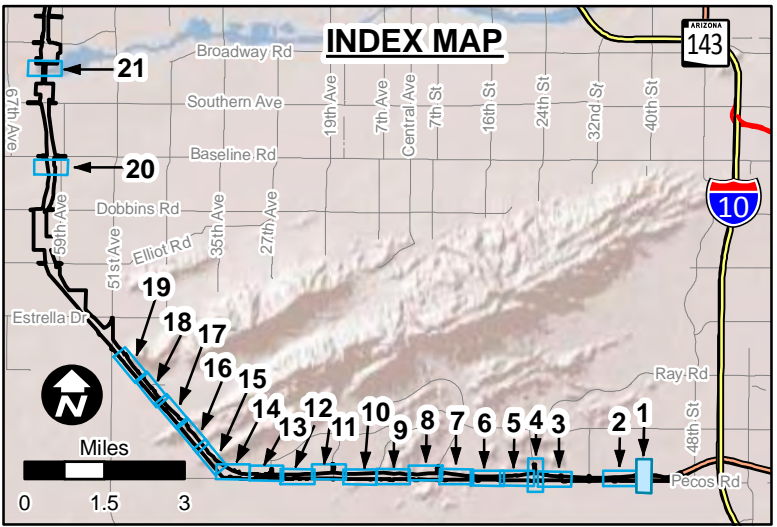 INDEX MAP
ARIZONA
143
Broadway Rd
21
67th Ave
Southern Ave
19th Ave
7th Ave
Central Ave
7th St
16th St
24th St
32nd St
40th St
Baseline Rd
20
10
Dobbins Rd
59th Ave
51st Ave
Elliot Rd
35th Ave
27th Ave
19
Estrella Dr
18
17
16
15
14
13
12
11
10
9
8
7
6
5
4
3
2
1
Ray Rd
48th St
Pecos Rd
N
Miles
0 1.5 3